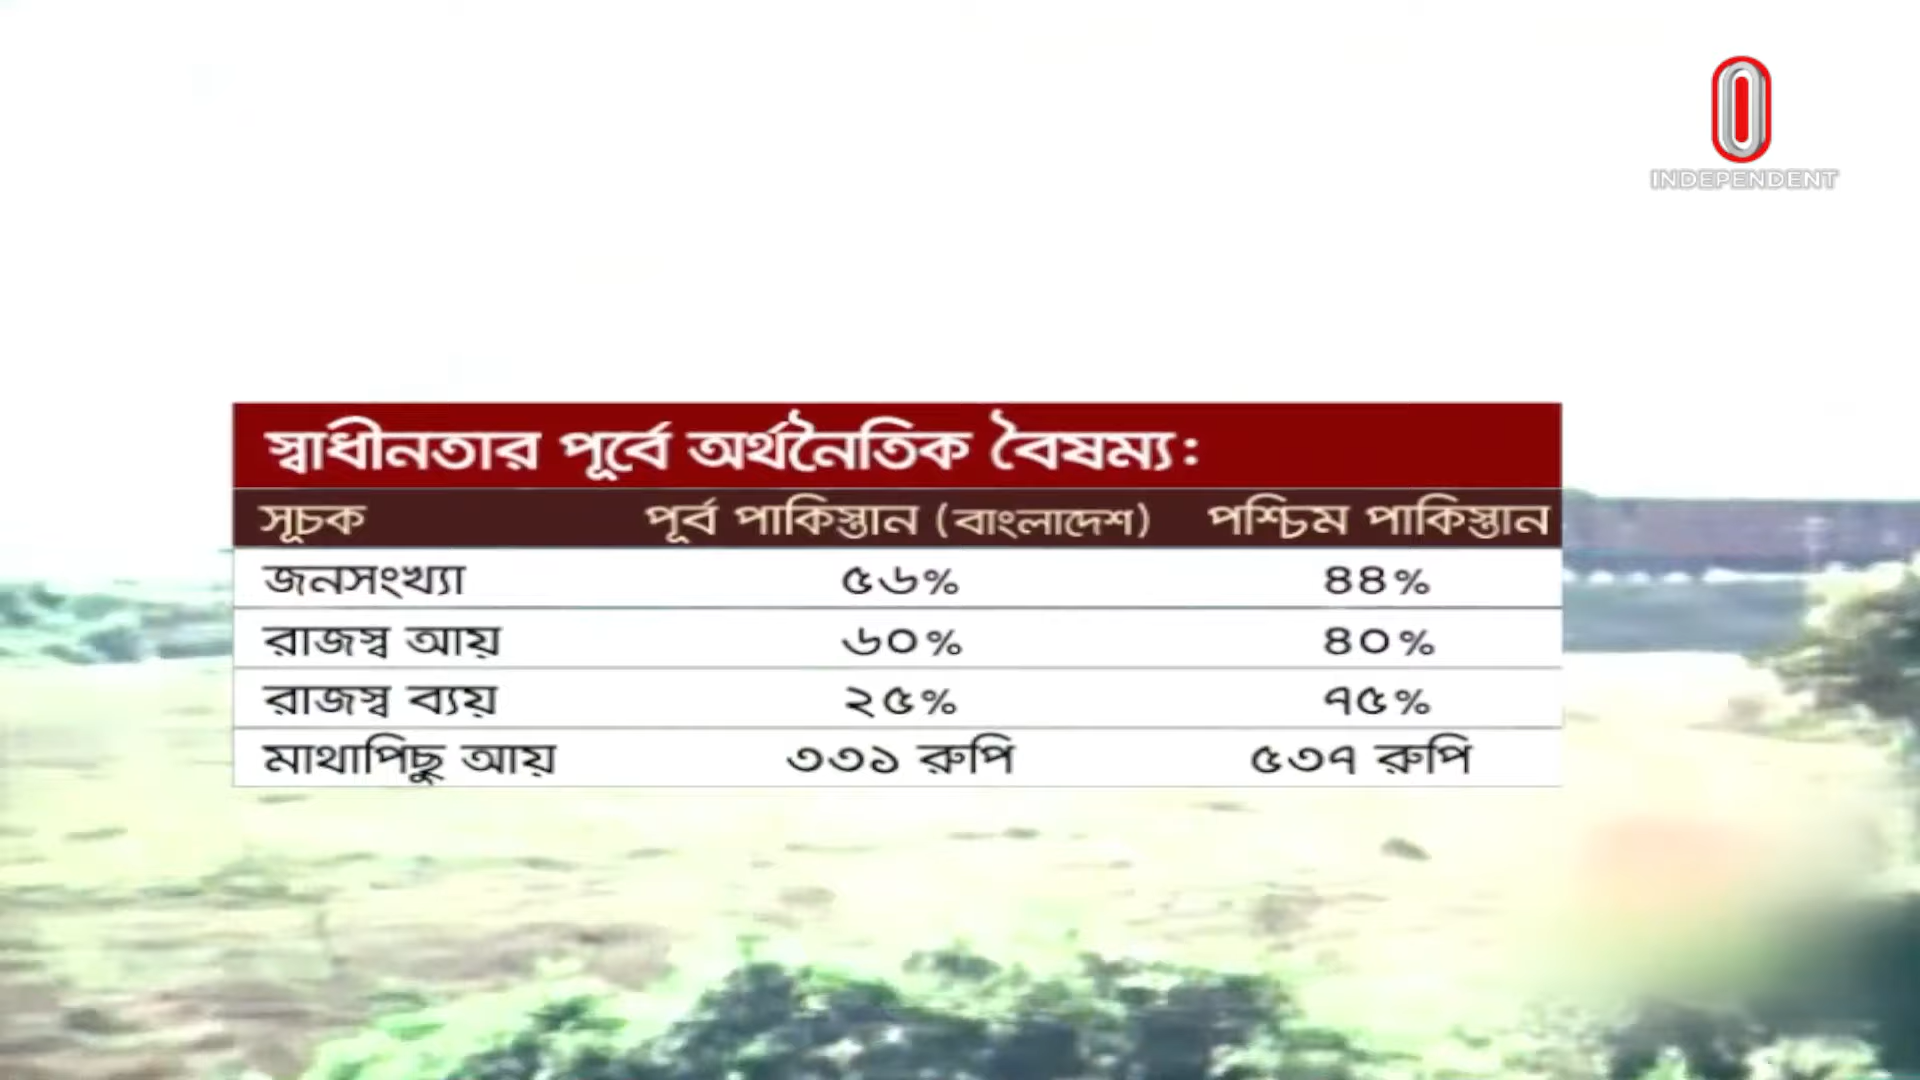 INDEPENDENT
স্বাধীনতার পূর্বে অর্থনৈতিক বৈষম্য:
সূচক পূর্ব পাকিস্তান (বাংলাদেশ) পশ্চিম পাকিস্তান
জনসংখ্যা ৫৬% ৪৪%
রাজস্ব আয় ৬০% ৪০%
রাজস্ব ব্যয় ২৫% ৭৫%
মাথাপিছু আয় ৩৩১ রুপি ৫৩৭ রুপি